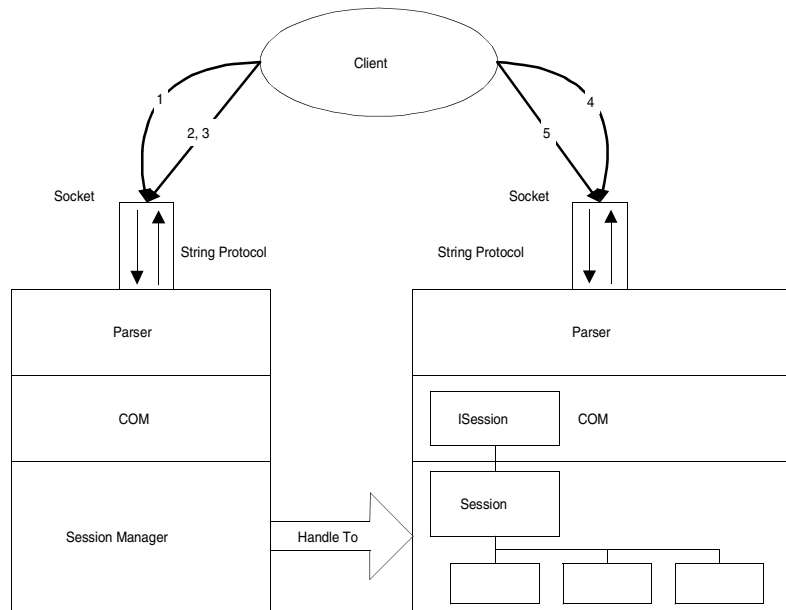 Client
1
4
2, 3
5
Socket
Socket
String Protocol
String Protocol
Parser
Parser
COM
ISession
COM
Session
Session Manager
Handle To